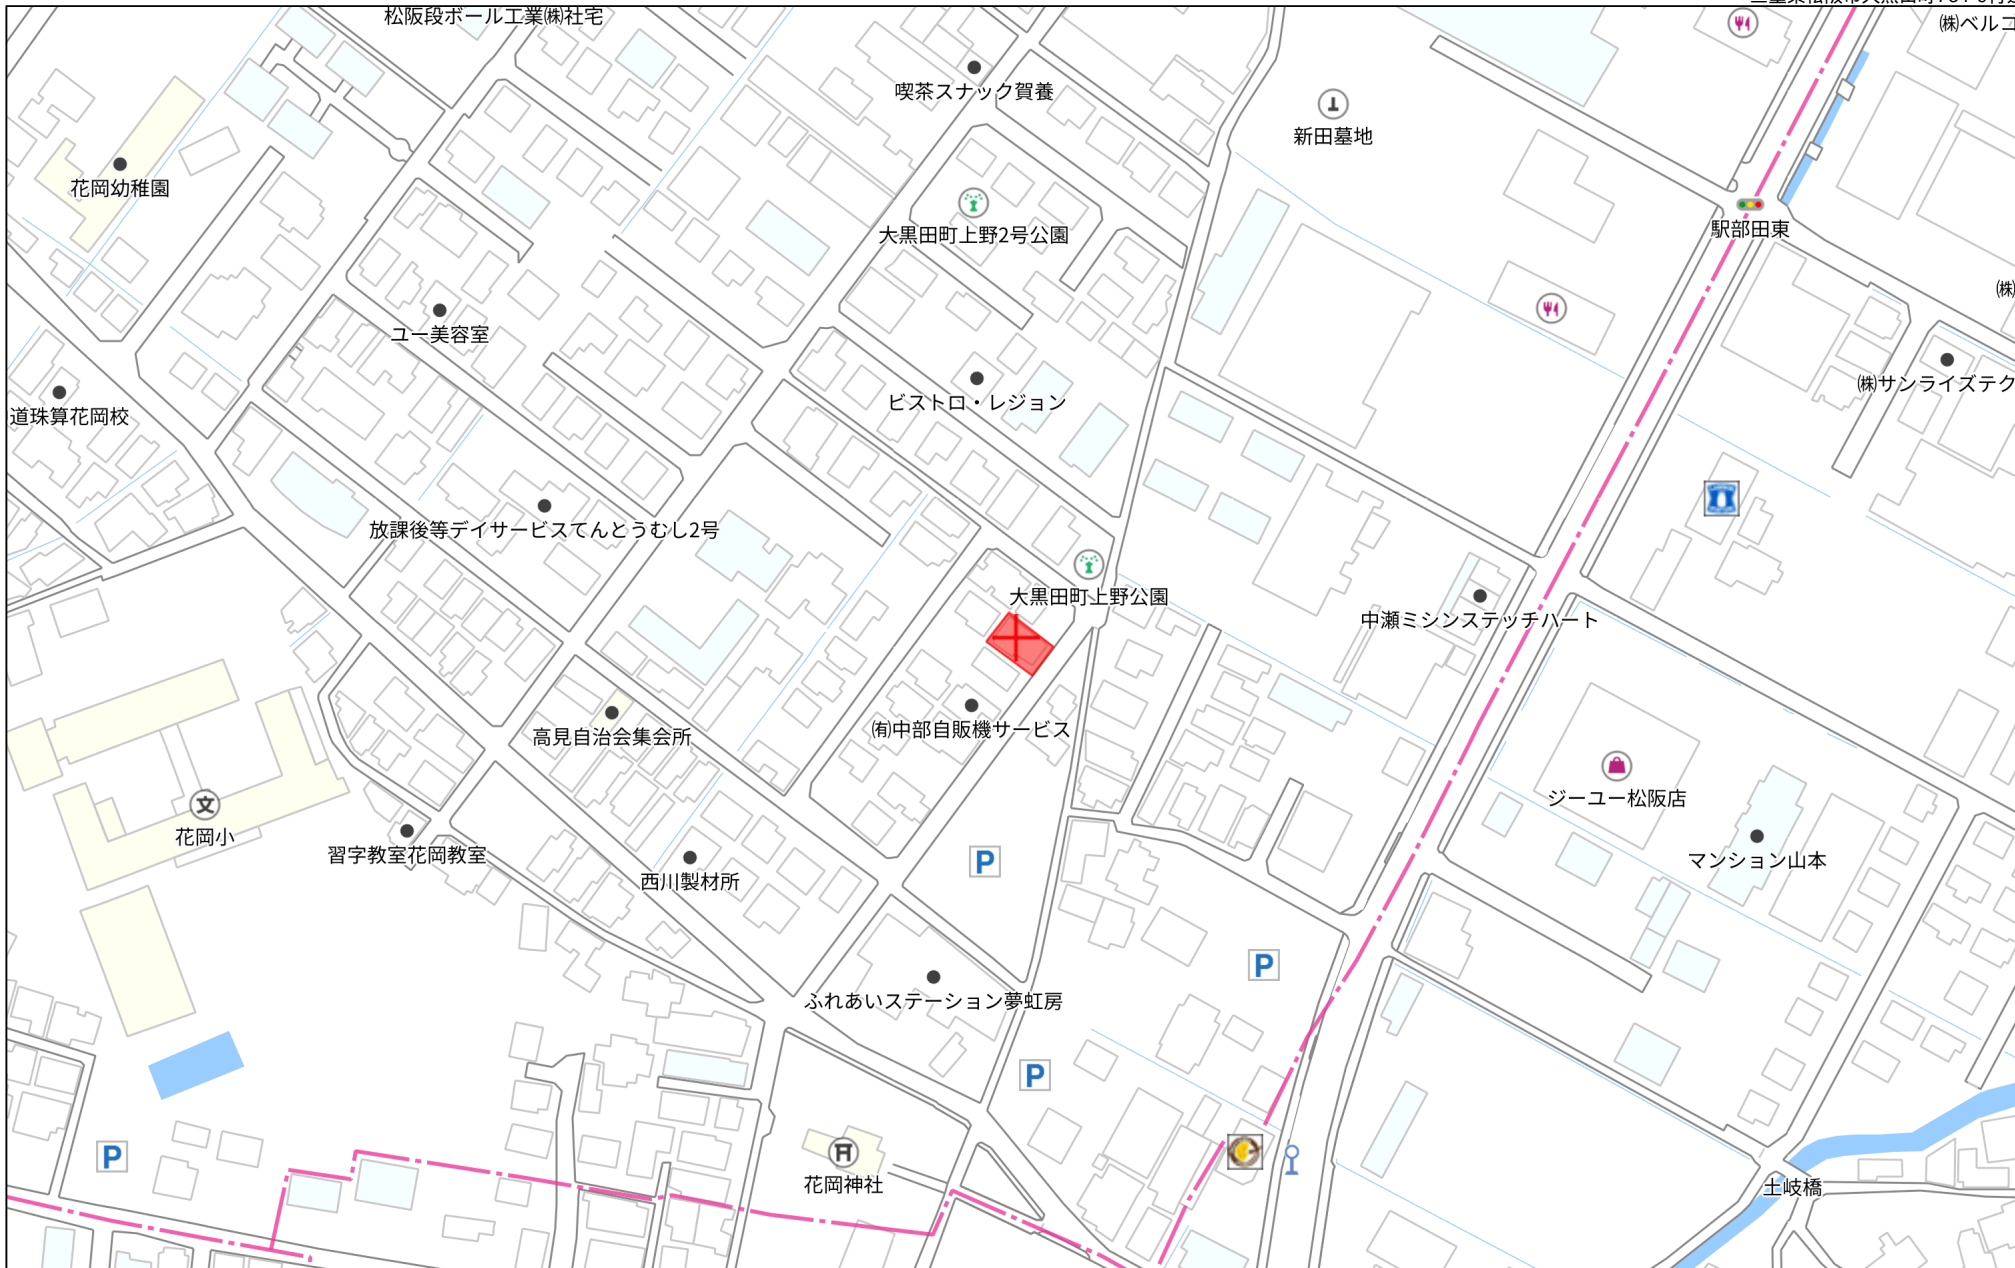 松阪段ボール工業㈱社宅
㈱ベルコ
喫茶スナック賀養
新田墓地
花岡幼稚園
大黒田町上野2号公園
駅部田東
㈱
ユー美容室
㈱サンライズテク
道珠算花岡校
ビストロ・レジョン
放課後等デイサービスてんとうむし2号
大黒田町上野公園
中瀬ミシンステッチハート
高見自治会集会所
㈲中部自販機サービス
ジーユー松阪店
文
花岡小
習字教室花岡教室
西川製材所
P
マンション山本
P
ふれあいステーション夢虹房
P
P
花岡神社
土岐橋